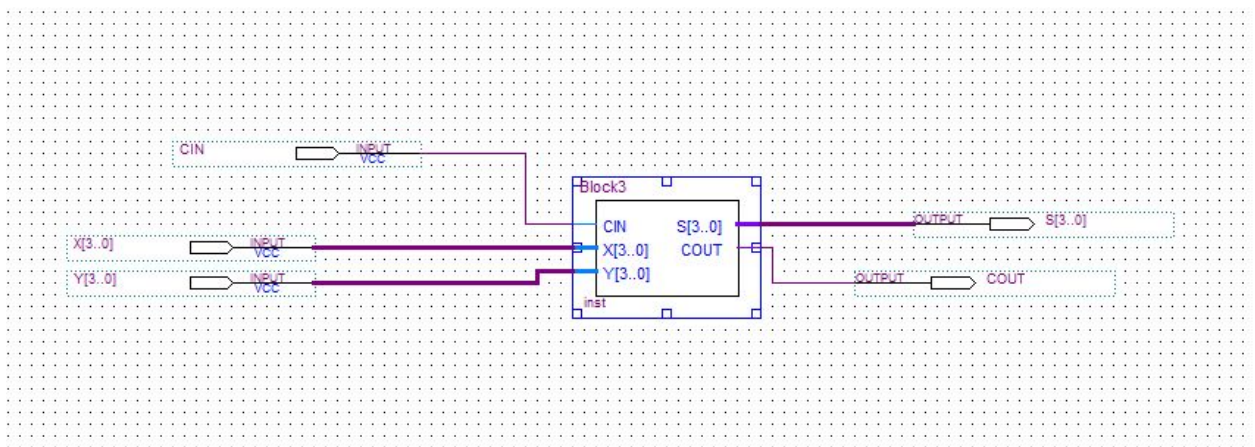 CIN
INPUT
VCC
Block3
CIN
X[3..0]
Y[3..0]
S[3..0]
COUT
inst
X[3..0]
INPUT
VCC
Y[3..0]
INPUT
VCC
OUTPUT
S[3..0]
OUTPUT
COUT